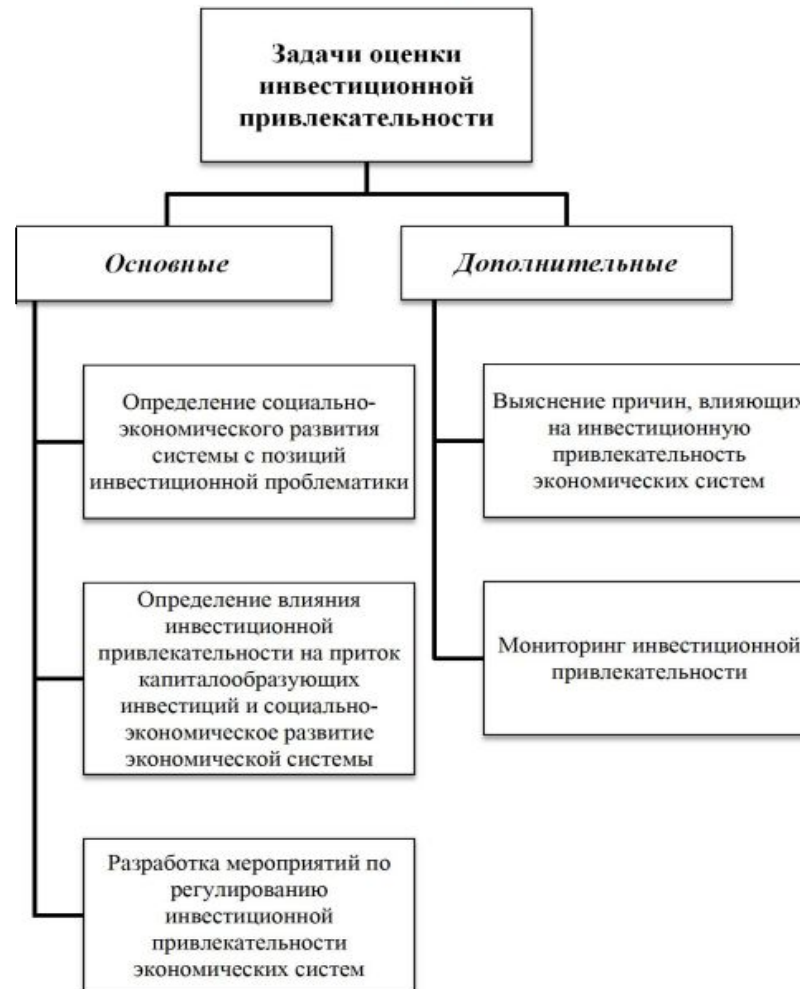 Задачи оценки
инвестиционной
привлекательности
Основные
Дополнительные
Определение социально-
экономического развития
системы с позиций
инвестиционной проблематики
Определение влияния
инвестиционной
привлекательности на приток
капиталообразующих
инвестиций и социально-
экономическое развитие
экономической системы
Разработка мероприятий по
регулированию
инвестиционной
привлекательности
экономических систем
Выяснение причин, влияющих
на инвестиционную
привлекательность
экономических систем
Мониторинг инвестиционной
привлекательности